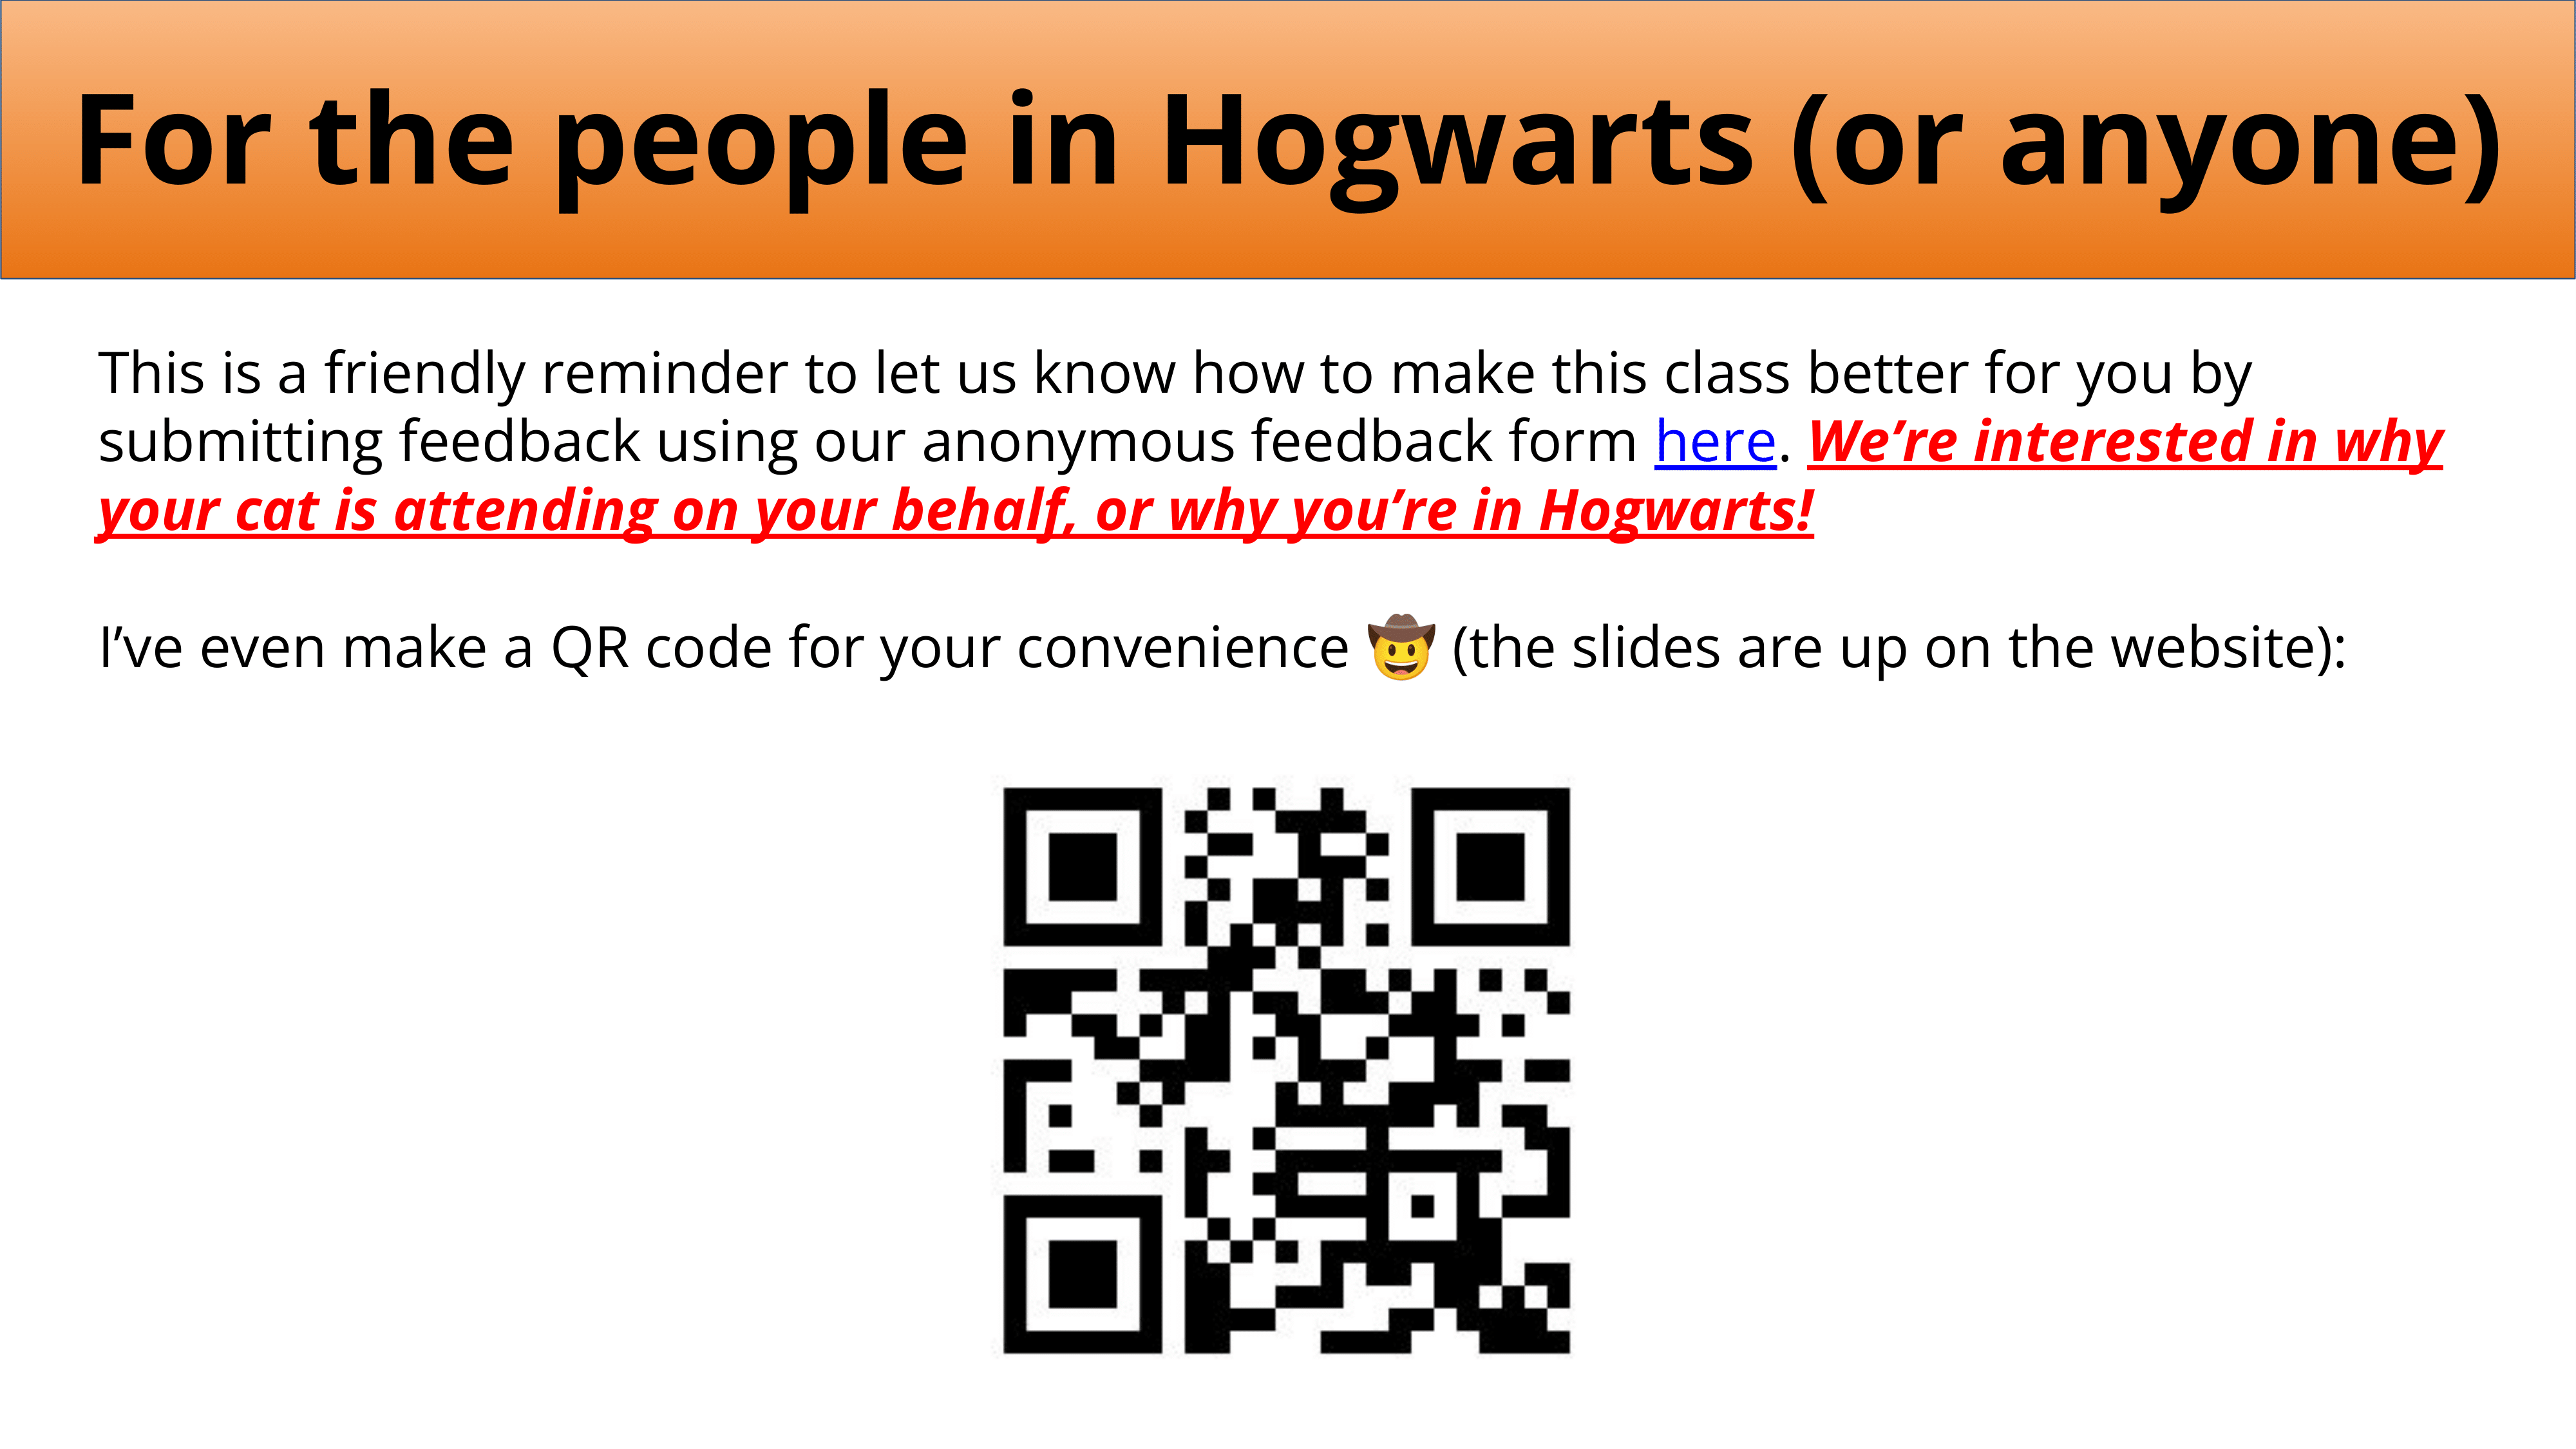 For the people in Hogwarts (or anyone)
This is a friendly reminder to let us know how to make this class better for you by
submitting feedback using our anonymous feedback form here. We’re interested in why
your cat is attending on your behalf, or why you’re in Hogwarts!
I’ve even make a QR code for your convenience 🤠 (the slides are up on the website):